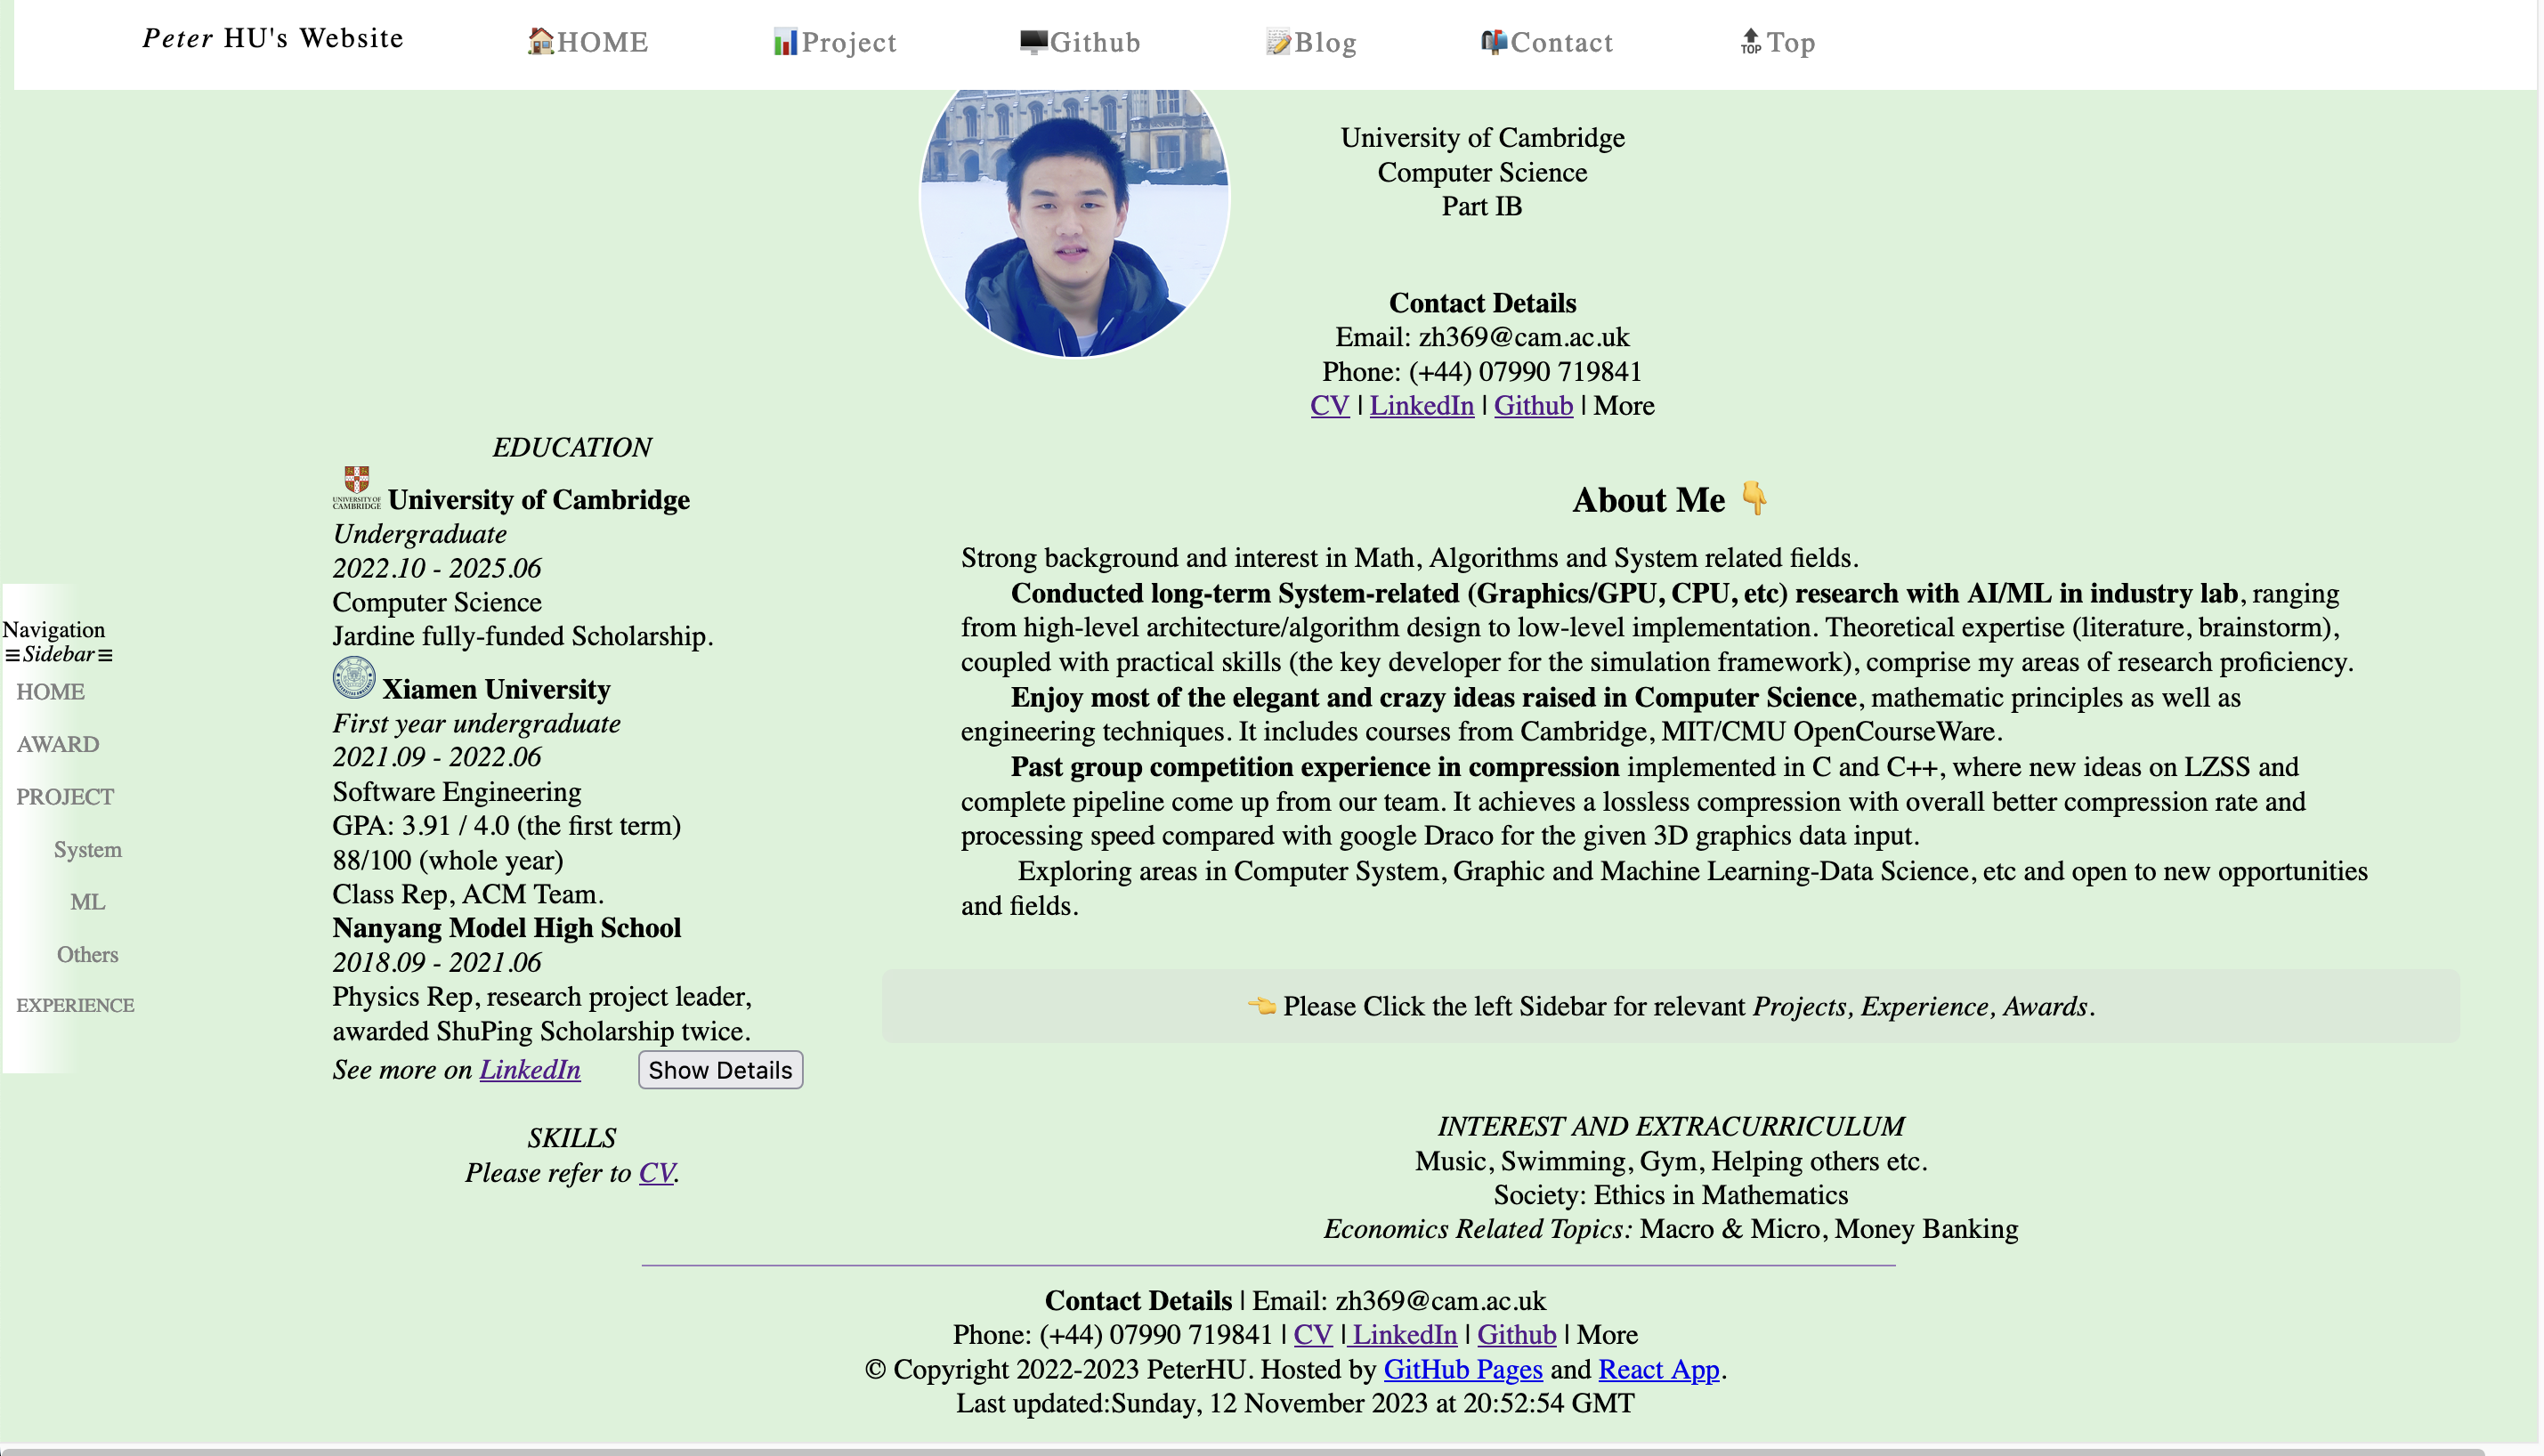 Peter HU's Website
🏠HOME
📊Project
🖥Github
📝Blog
📬Contact
🔝Top
University of Cambridge
Computer Science
Part IB
Contact Details
Email: zh369@cam.ac.uk
Phone: (+44) 07990 719841
CV | LinkedIn | Github | More
Navigation
≡Sidebar≡
HOME
AWARD
PROJECT
System
ML
Others
EXPERIENCE
EDUCATION
UNIVERSITY OF
CAMBRIDGE
University of Cambridge
Undergraduate
2022.10 - 2025.06
Computer Science
Jardine fully-funded Scholarship.
Xiamen University
First year undergraduate
2021.09 - 2022.06
Software Engineering
GPA: 3.91 / 4.0 (the first term)
88/100 (whole year)
Class Rep, ACM Team.
Nanyang Model High School
2018.09 - 2021.06
Physics Rep, research project leader,
awarded ShuPing Scholarship twice.
See more on LinkedIn
Show Details
SKILLS
Please refer to CV.
About Me 👇
Strong background and interest in Math, Algorithms and System related fields.
Conducted long-term System-related (Graphics/GPU, CPU, etc) research with AI/ML in industry lab, ranging
from high-level architecture/algorithm design to low-level implementation. Theoretical expertise (literature, brainstorm),
coupled with practical skills (the key developer for the simulation framework), comprise my areas of research proficiency.
Enjoy most of the elegant and crazy ideas raised in Computer Science, mathematic principles as well as
engineering techniques. It includes courses from Cambridge, MIT/CMU OpenCourseWare.
Past group competition experience in compression implemented in C and C++, where new ideas on LZSS and
complete pipeline come up from our team. It achieves a lossless compression with overall better compression rate and
processing speed compared with google Draco for the given 3D graphics data input.
Exploring areas in Computer System, Graphic and Machine Learning-Data Science, etc and open to new opportunities
and fields.
👈 Please Click the left Sidebar for relevant Projects, Experience, Awards.
INTEREST AND EXTRACURRICULUM
Music, Swimming, Gym, Helping others etc.
Society: Ethics in Mathematics
Economics Related Topics: Macro & Micro, Money Banking
Contact Details | Email: zh369@cam.ac.uk
Phone: (+44) 07990 719841 | CV | LinkedIn | Github | More
© Copyright 2022-2023 PeterHU. Hosted by GitHub Pages and React App.
Last updated:Sunday, 12 November 2023 at 20:52:54 GMT